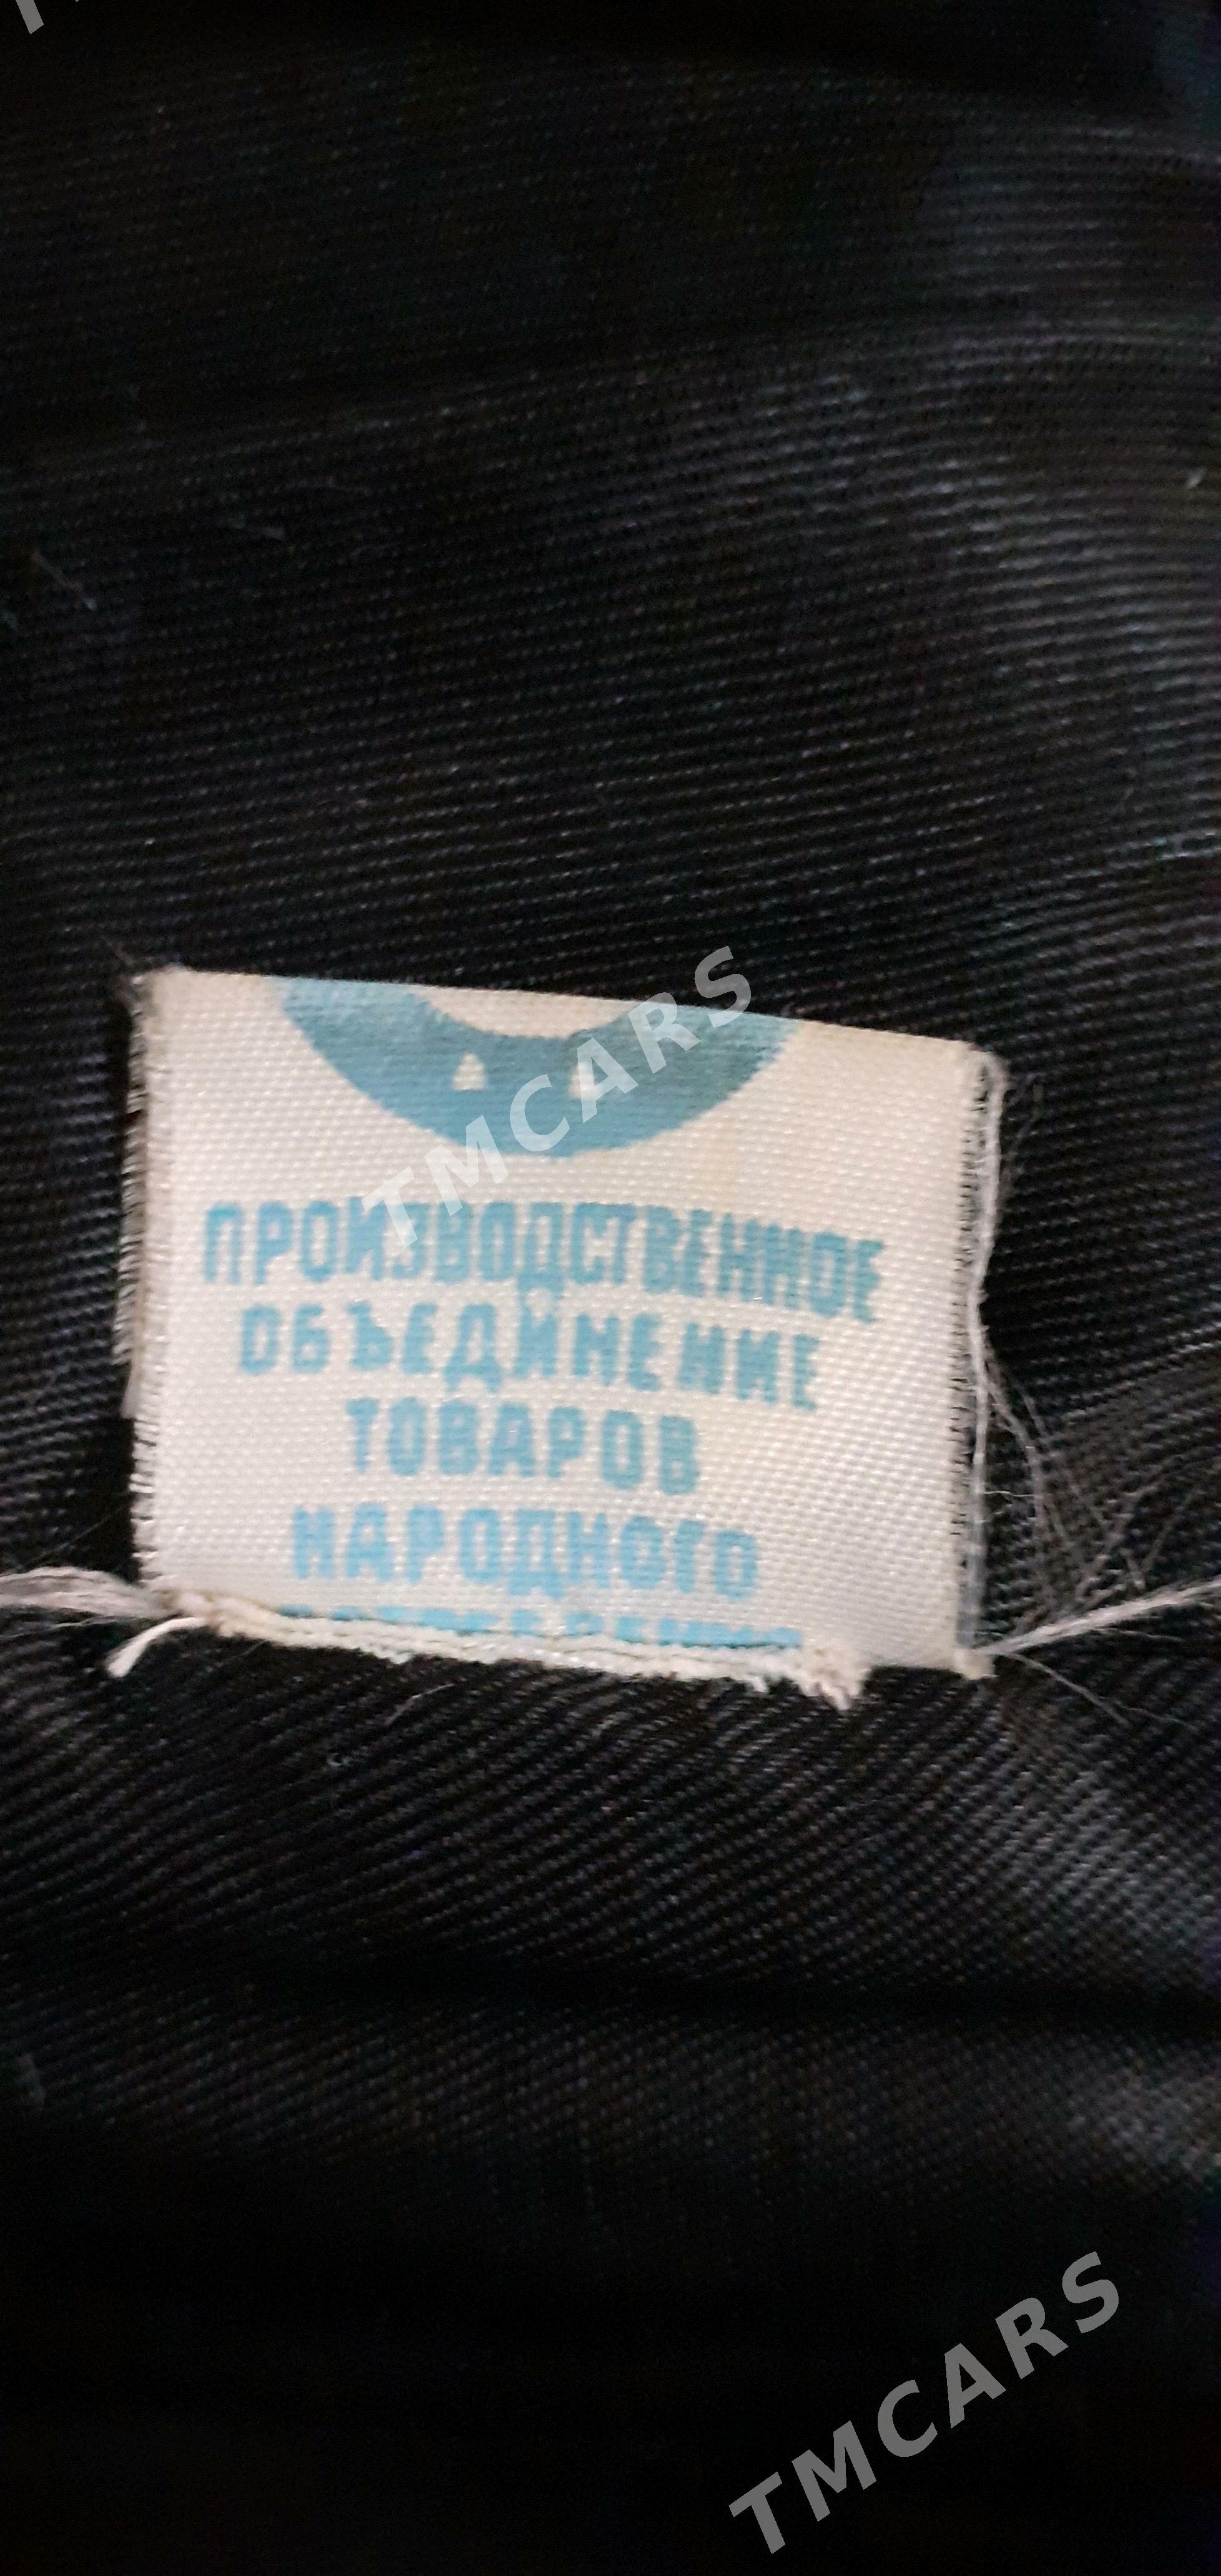 ПРОИЗВОДСТВЕННОЕ
ОБЪЕДИНЕНИЕ
ТОВАРОВ
НАРОДНОГО
TMCARS
TMCARS